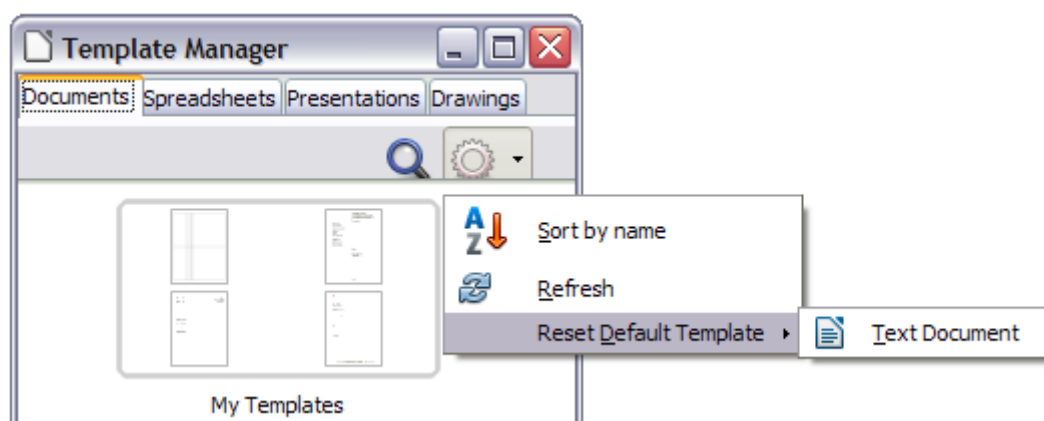 Template Manager
Documents Spreadsheets Presentations Drawings
A
Z
Sort by name
Refresh
Reset Default Template
Text Document
My Templates